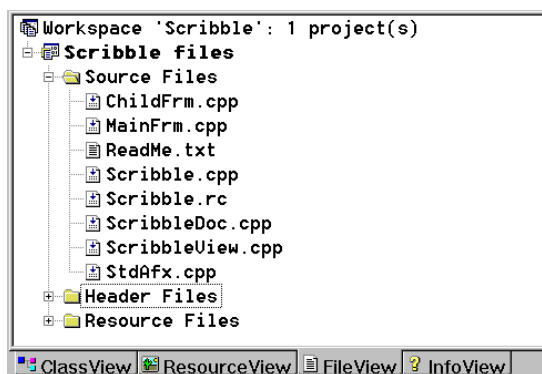 Workspace 'Scribble': 1 project(s)
Scribble files
Source Files
ChildFrm.cpp
MainFrm.cpp
ReadMe.txt
Scribble.cpp
Scribble.rc
ScribbleDoc.cpp
ScribbleView.cpp
StdAfx.cpp
Header Files
Resource Files
ClassView ResourceView FileView InfoView